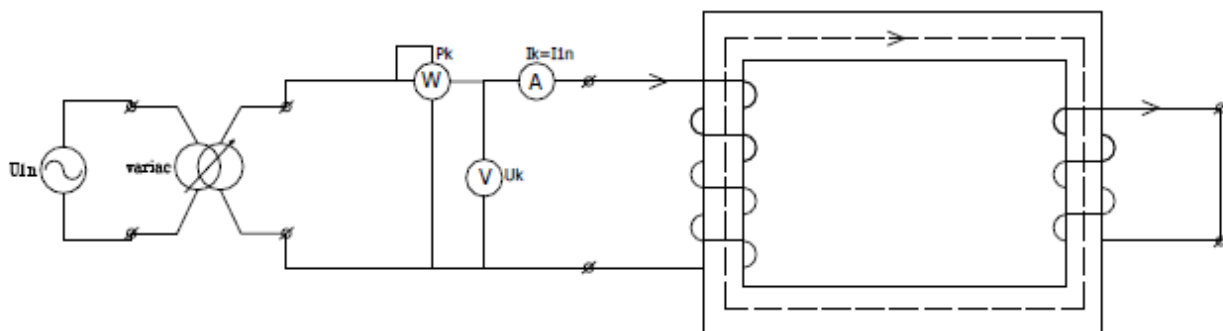 Pk
Ik=I1n
W
A
U1n
variac
V
Uk